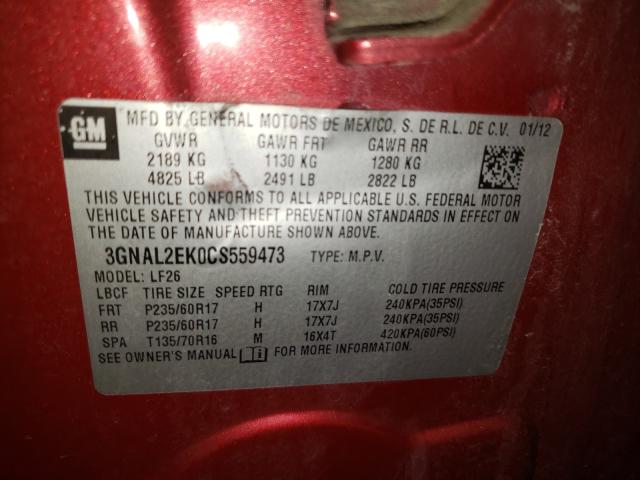 GM
MFD BY GENERAL MOTORS DE MEXICO, S. DE R.L. DE C.V. 01/12
GVWR GAWR FRT GAWR RR
2189 KG 1130 KG 1280 KG
4825 LB 2491 LB 2822 LB
THIS VEHICLE CONFORMS TO ALL APPLICABLE U.S. FEDERAL MOTOR
VEHICLE SAFETY AND THEFT PREVENTION STANDARDS IN EFFECT ON
THE DATE OF MANUFACTURE SHOWN ABOVE.
3GNAL2EK0CS559473 TYPE: M.P.V.
MODEL: LF26
LBCF TIRE SIZE SPEED RTG RIM COLD TIRE PRESSURE
FRT P235/60R17 H 17X7J 240KPA(35PSI)
RR P235/60R17 H 17X7J 240KPA(35PSI)
SPA T135/70R16 M 16X4T 420KPA(60PSI)
SEE OWNER'S MANUAL FOR MORE INFORMATION.